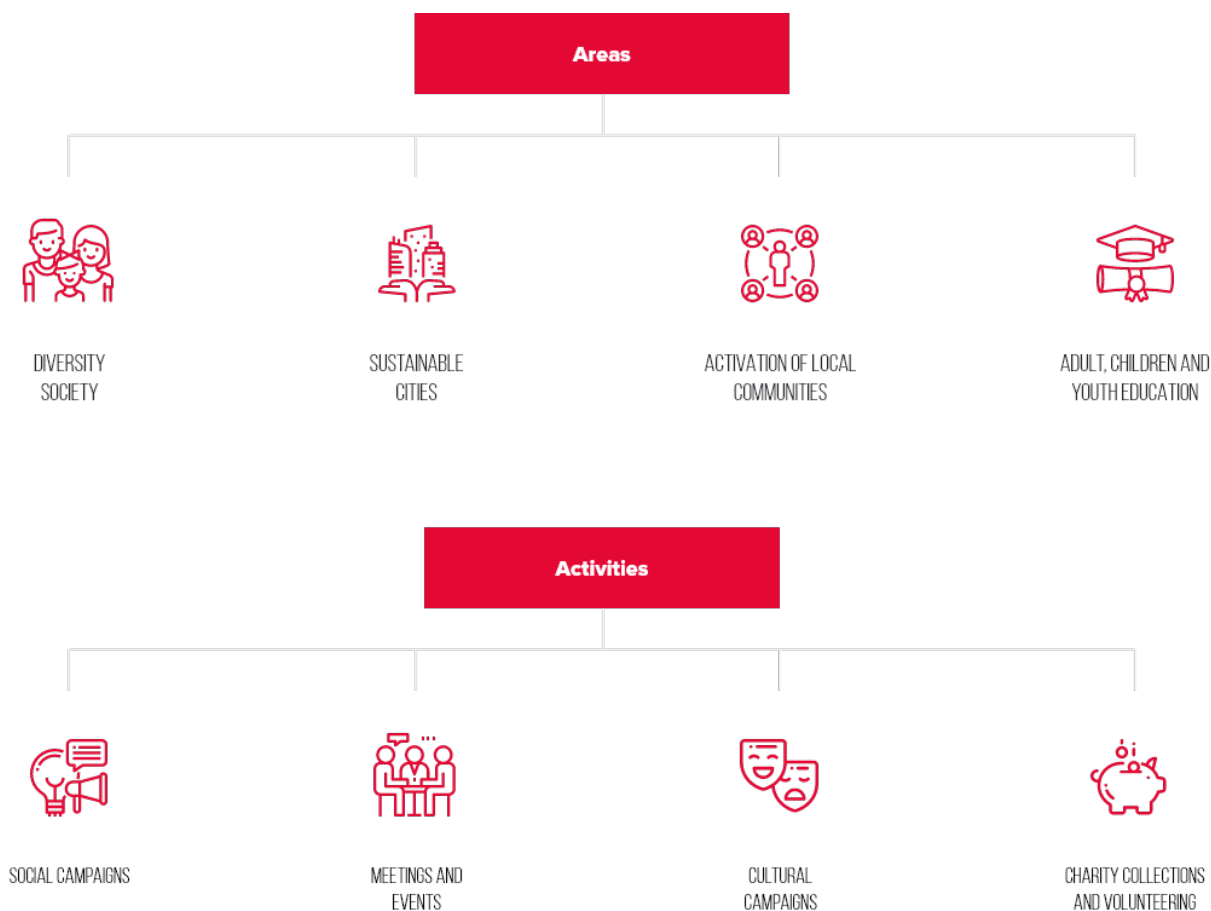 Areas
DIVERSITY
SOCIETY
SUSTAINABLE
CITIES
ACTIVATION OF LOCAL
COMMUNITIES
ADULT, CHILDREN AND
YOUTH EDUCATION
Activities
SOCIAL CAMPAIGNS
MEETINGS AND
EVENTS
CULTURAL
CAMPAIGNS
CHARITY COLLECTIONS
AND VOLUNTEERING